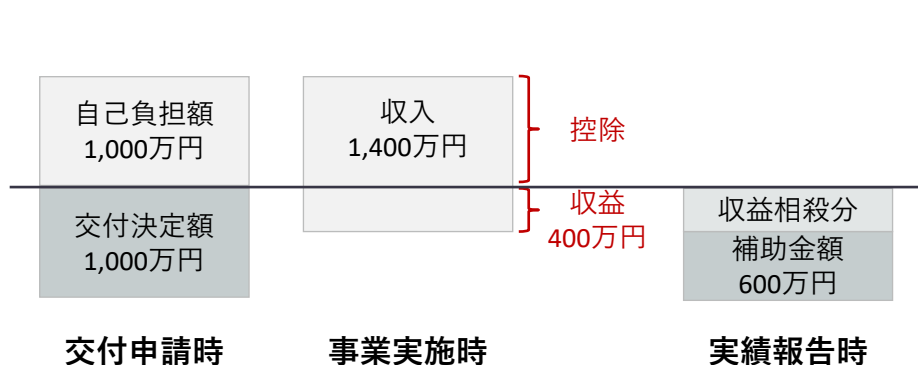 自己負担額
1,000万円
交付決定額
1,000万円
交付申請時
収入
1,400万円
控除
収益
400万円
事業実施時
収益相殺分
補助金額
600万円
実績報告時